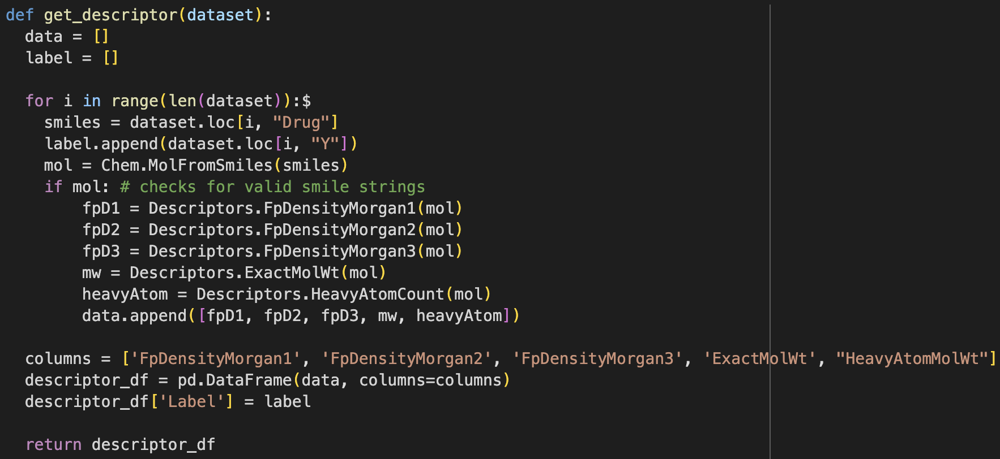 def get_descriptor(dataset):
  data = []
  label = []

  for i in range(len(dataset)):$
    smiles = dataset.loc[i, "Drug"]
    label.append(dataset.loc[i, "Y"])
    mol = Chem.MolFromSmiles(smiles)
    if mol: # checks for valid smile strings
        fpD1 = Descriptors.FpDensityMorgan1(mol)
        fpD2 = Descriptors.FpDensityMorgan2(mol)
        fpD3 = Descriptors.FpDensityMorgan3(mol)
        mw = Descriptors.ExactMolWt(mol)
        heavyAtom = Descriptors.HeavyAtomCount(mol)
        data.append([fpD1, fpD2, fpD3, mw, heavyAtom])

  columns = ['FpDensityMorgan1', 'FpDensityMorgan2', 'FpDensityMorgan3', 'ExactMolWt', "HeavyAtomMolWt"]
  descriptor_df = pd.DataFrame(data, columns=columns)
  descriptor_df['Label'] = label

  return descriptor_df